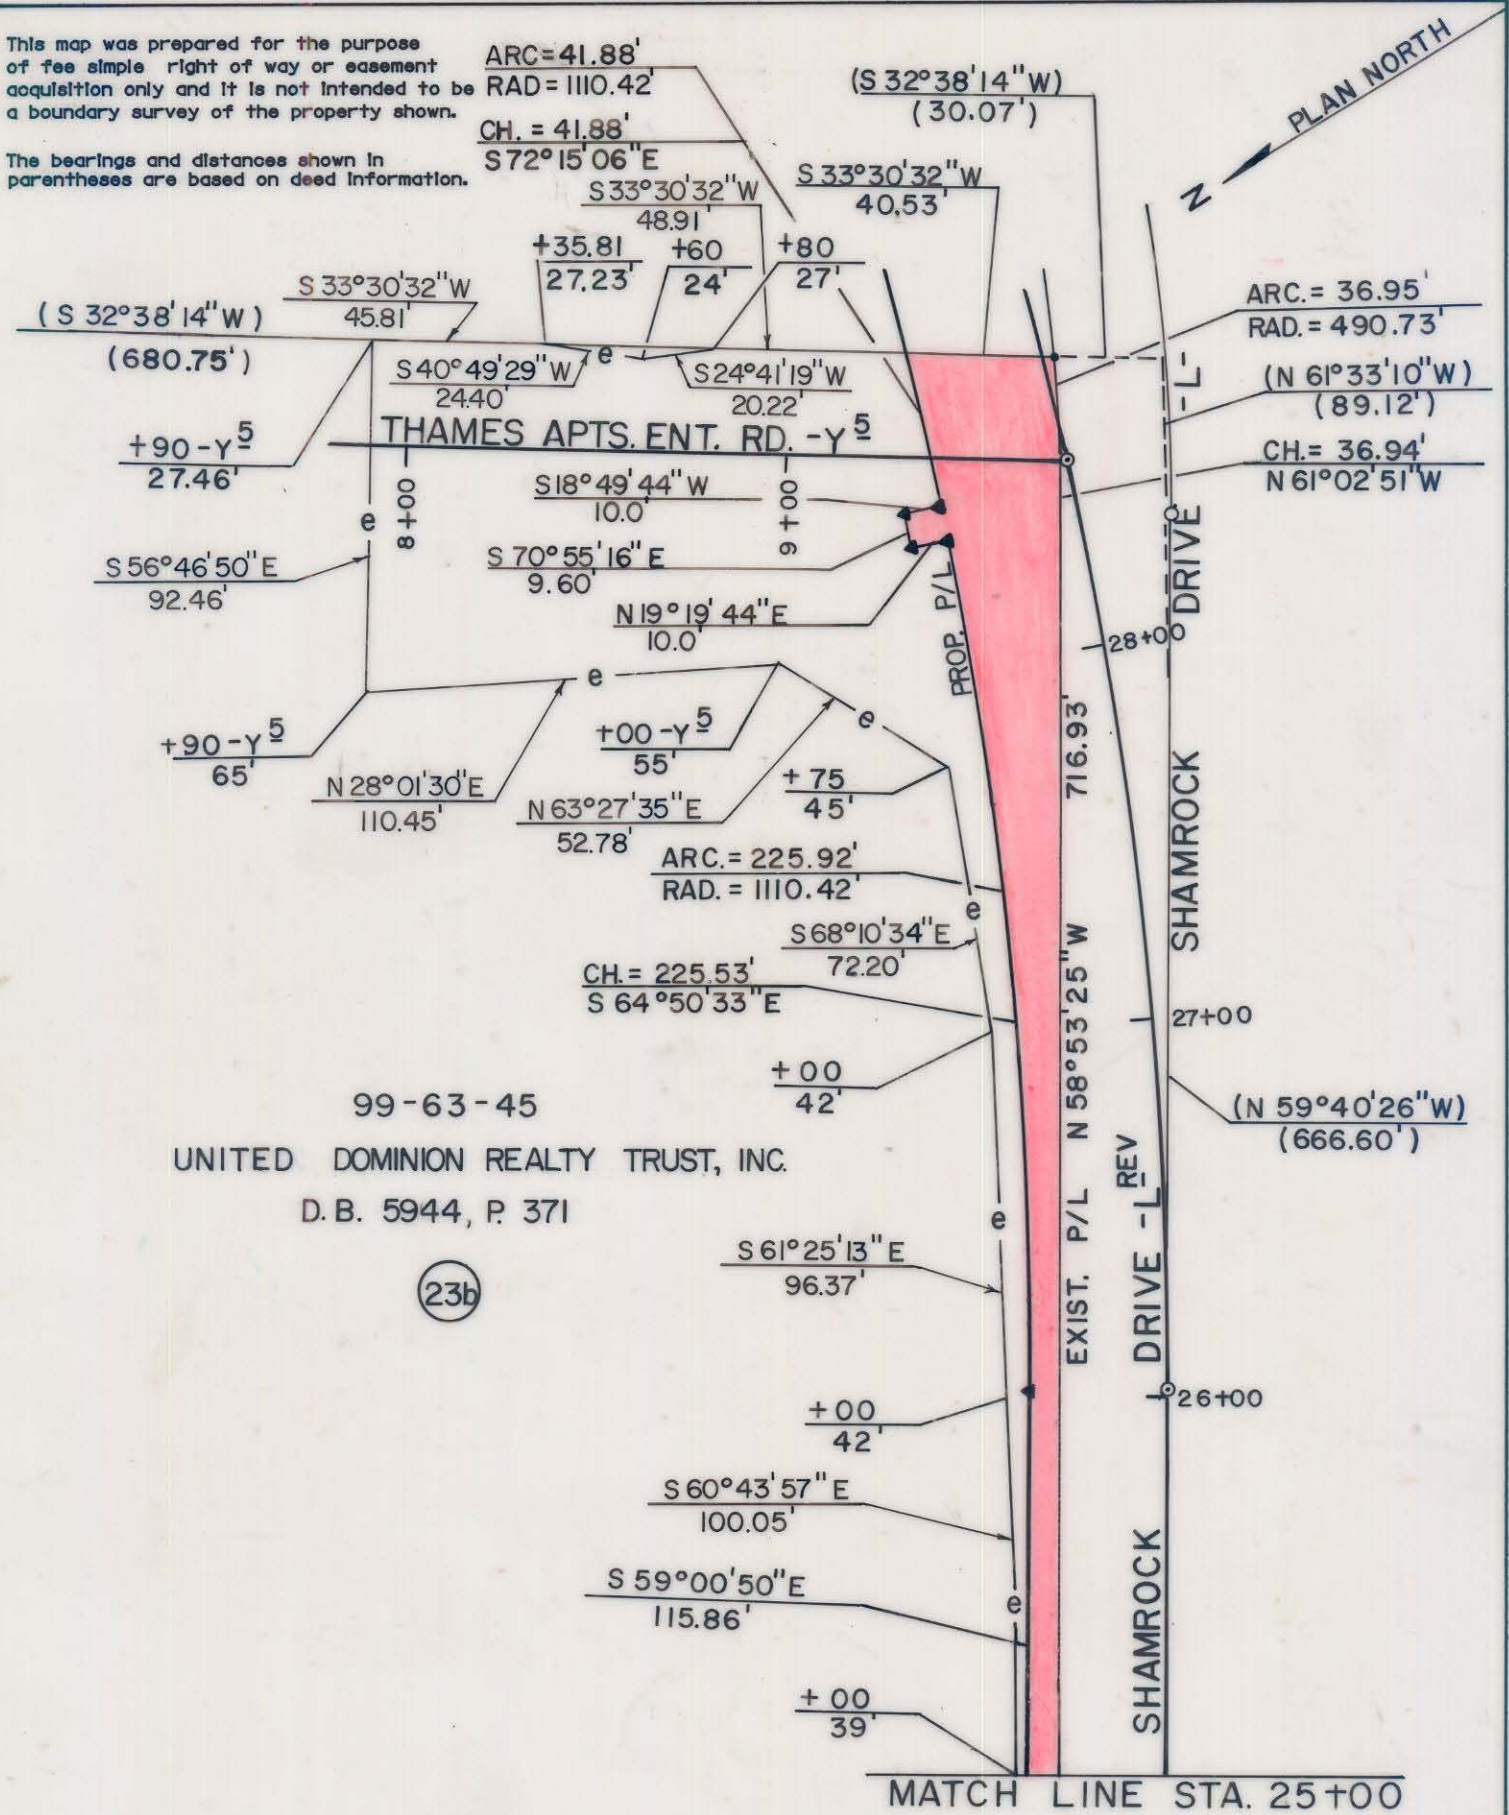 This map was prepared for the purpose
of fee simple right of way or easement
acquisition only and it is not intended to be
a boundary survey of the property shown.
The bearings and distances shown in
parentheses are based on deed information.
ARC=41.88'
RAD=1110.42'
CH. = 41.88'
S72°15'06"E
(S 32°38'14"W)
(30.07')
PLAN NORTH
N
S33°30'32"W
48.91'
S33°30'32"W
40.53'
+35.81
27.23'
+60
24'
+80
27'
S33°30'32"W
45.81'
(S 32°38'14"W)
(680.75')
ARC.= 36.95'
RAD.= 490.73'
S40°49'29"W
24.40'
e
S24°41'19"W
20.22'
-L-
(N 61°33'10"W)
(89.12')
THAMES APTS. ENT. RD. -Y5
+90-Y5
27.46'
CH.= 36.94'
N61°02'51"W
8+00
9+00
S18°49'44"W
10.0'
e
S56°46'50"E
92.46'
S70°55'16"E
9.60'
N19°19'44"E
10.0'
PROP. P/L
28+00
SHAMROCK DRIVE
e
+90-Y5
65'
+00-Y5
55'
e
716.93'
N28°01'30"E
110.45'
N63°27'35"E
52.78'
+75
45'
ARC.= 225.92'
RAD.= 1110.42'
e
S68°10'34"E
72.20'
CH.= 225.53'
S64°50'33"E
27+00
+00
42'
EXIST. P/L N58°53'25"W
(N 59°40'26"W)
(666.60')
99-63-45
UNITED DOMINION REALTY TRUST, INC.
D.B. 5944, P. 371
23b
e
S61°25'13"E
96.37'
SHAMROCK DRIVE -LREV
26+00
+00
42'
S60°43'57"E
100.05'
S59°00'50"E
115.86'
e
+00
39'
MATCH LINE STA. 25+00